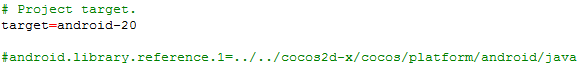 # Project target.
target=android-20
#android.library.reference.1=../../cocos2d-x/cocos/platform/android/java